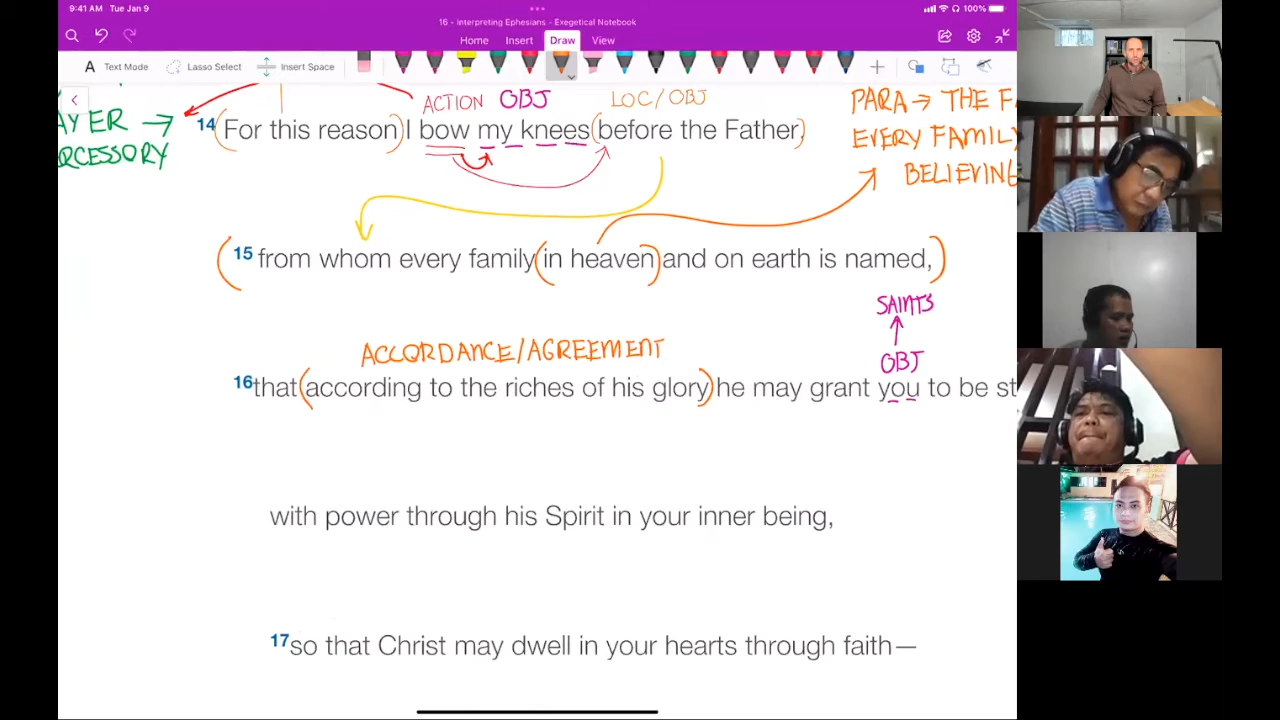 9:41 AM Tue Jan 9
100%
16 - Interpreting Ephesians - Exegetical Notebook
Home Insert Draw View
Text Mode Lasso Select Insert Space
ACTION OBJ LOC/OBJ PARA → THE F
AYER → EVERY FAMILY
RCESSORY BELIEVING
14 (For this reason) I bow my knees (before the Father,)
(15 from whom every family (in heaven) and on earth is named,)
SAINTS
ACCORDANCE/AGREEMENT OBJ
16 that (according to the riches of his glory) he may grant you to be st
with power through his Spirit in your inner being,
17 so that Christ may dwell in your hearts through faith—